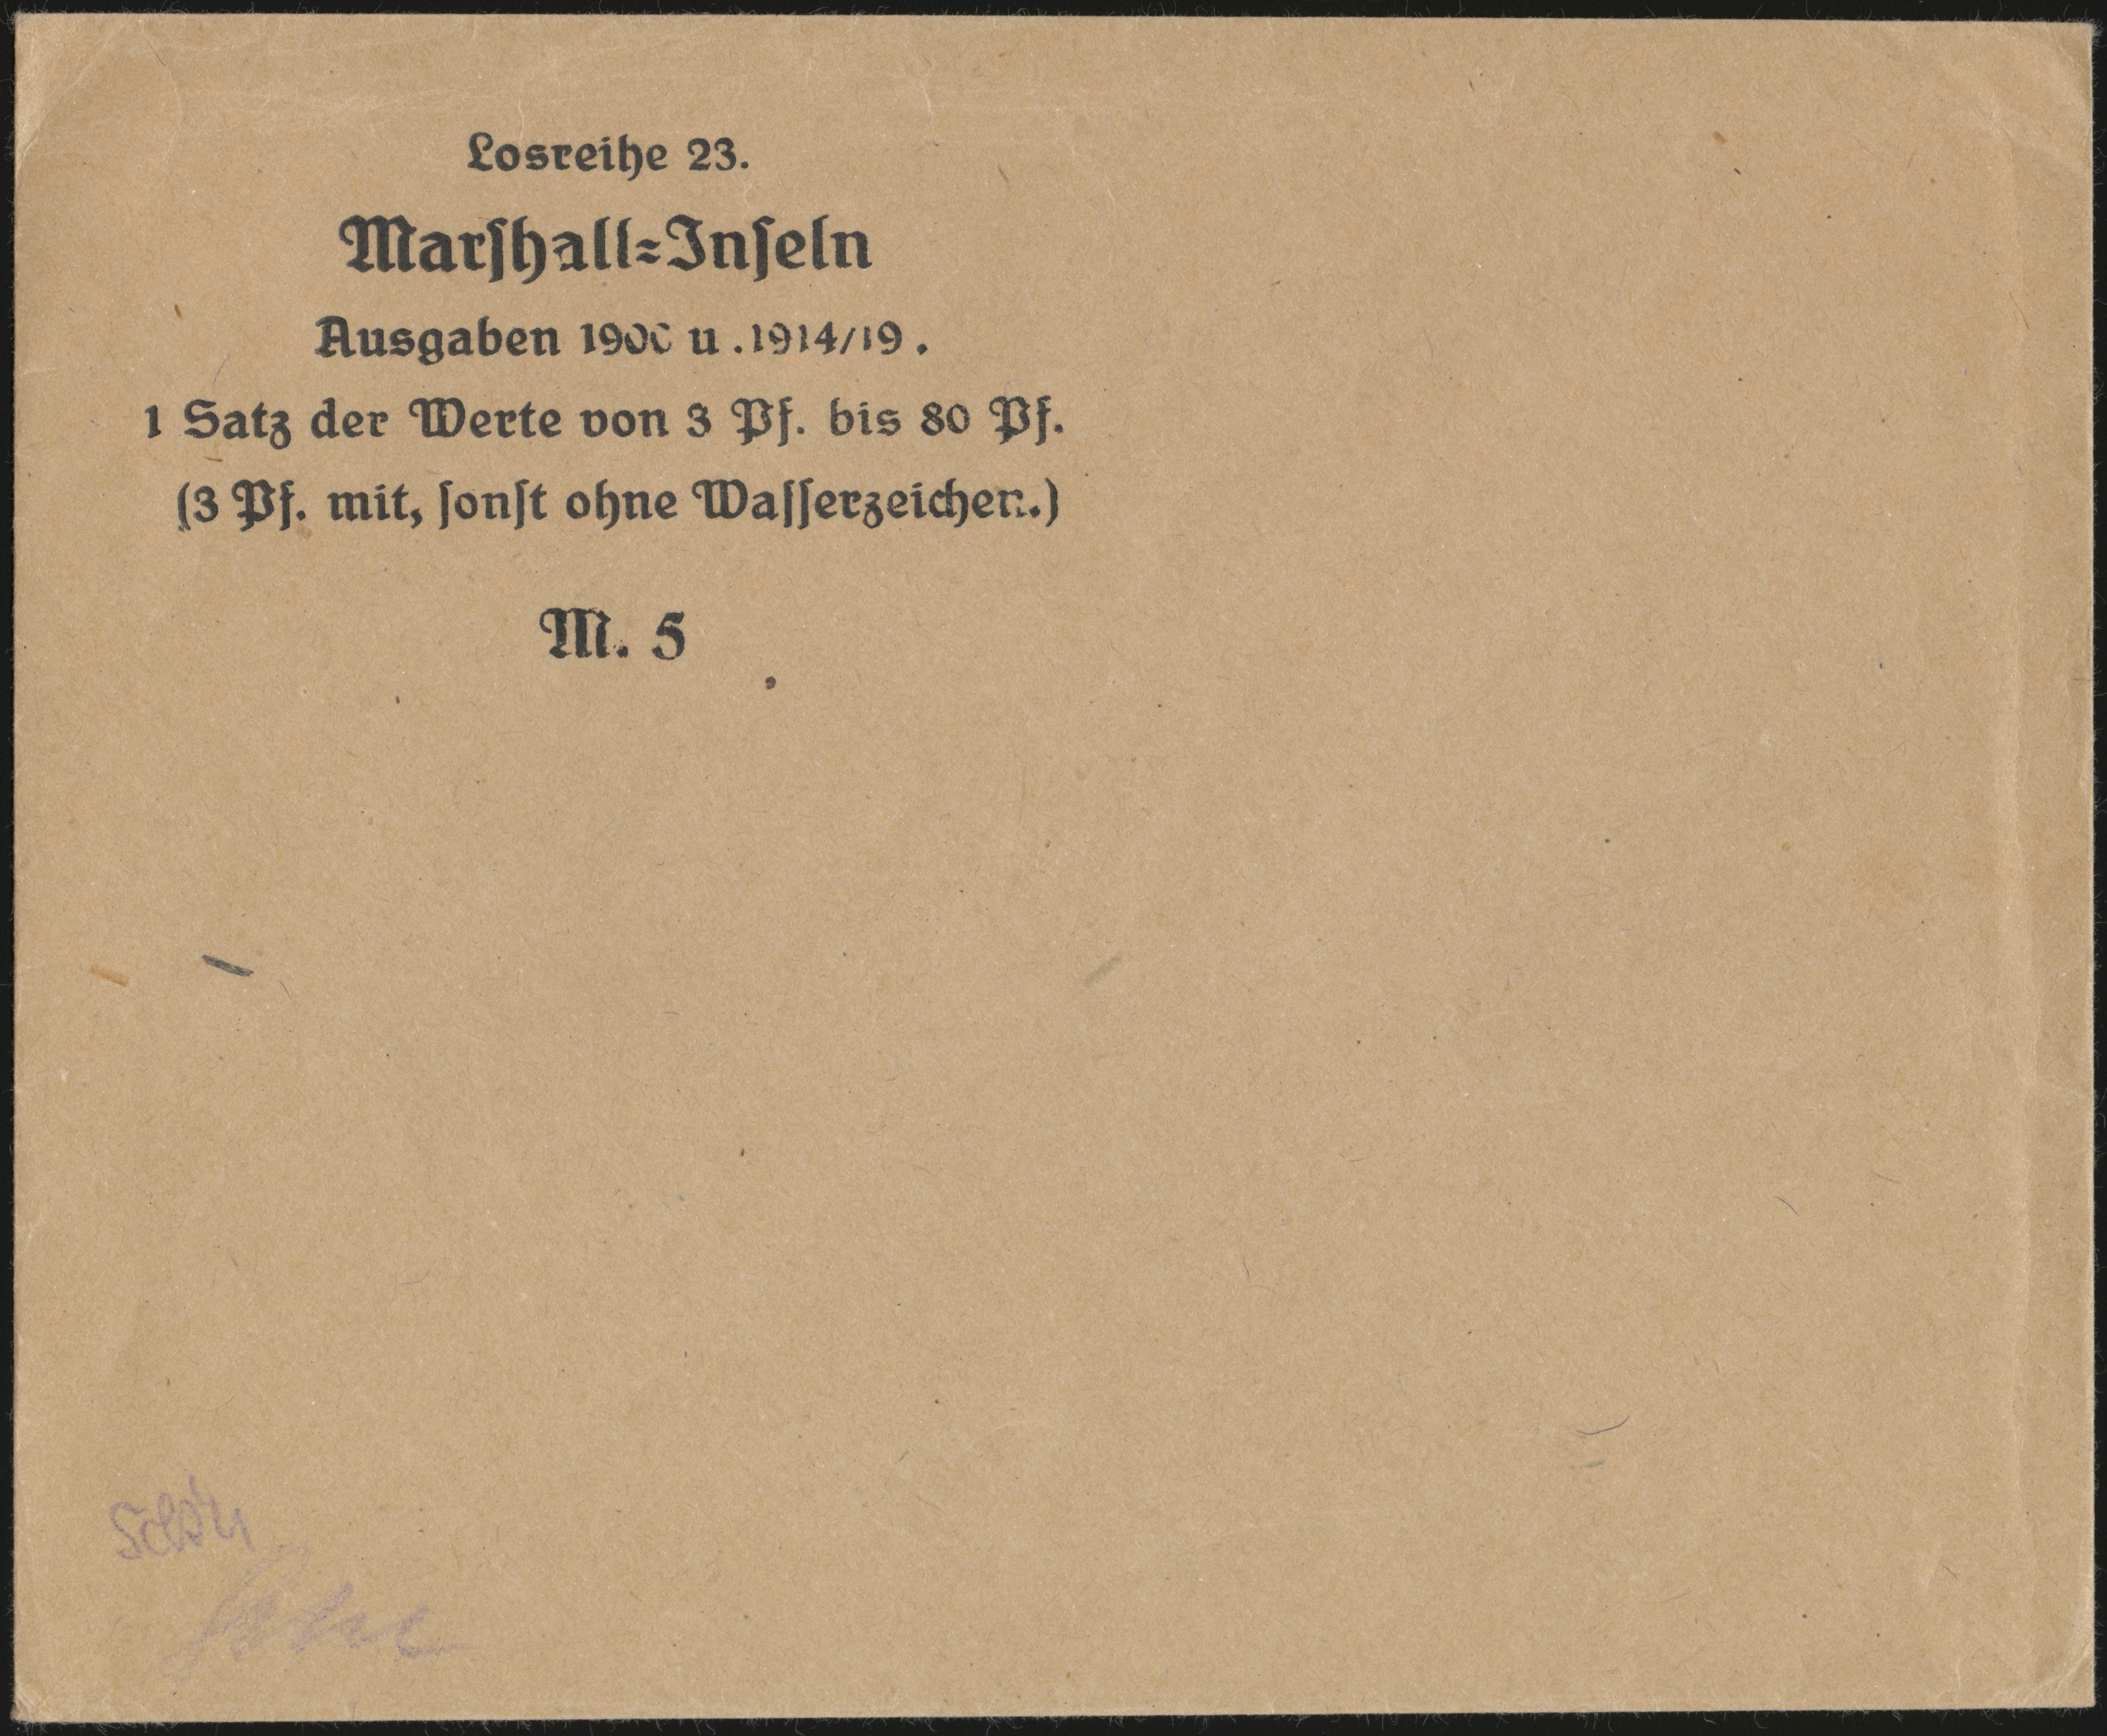 Losreihe 23.
Marſhall=Inſeln
Ausgaben 1900 u. 1914/19.
1 Satz der Werte von 3 Pf. bis 80 Pf.
(3 Pf. mit, ſonſt ohne Waſſerzeichen.)
M. 5